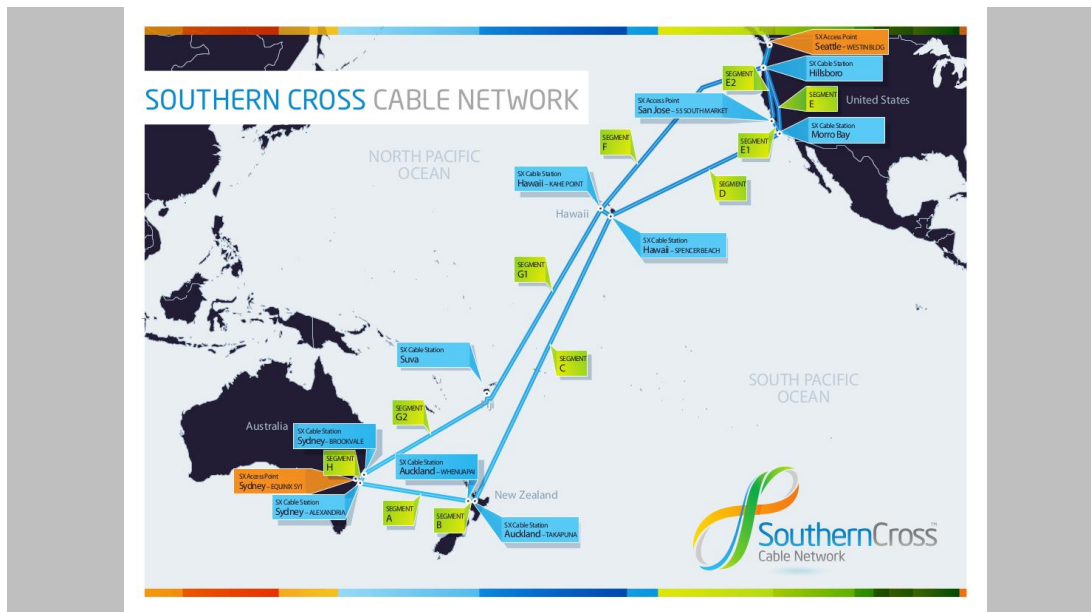 SX Access Point
Seattle – WESTIN BLDG
SX Cable Station
Hillsboro
SEGMENT
E2
SEGMENT
E
United States
SOUTHERN CROSS CABLE NETWORK
SX Access Point
San Jose – 55 SOUTH MARKET
SX Cable Station
Morro Bay
SEGMENT
F
SEGMENT
E1
NORTH PACIFIC
OCEAN
SX Cable Station
Hawaii – KAHE POINT
SEGMENT
D
Hawaii
SX Cable Station
Hawaii – SPENCER BEACH
SEGMENT
G1
SX Cable Station
Suva
SEGMENT
C
SOUTH PACIFIC
OCEAN
Fiji
SEGMENT
G2
Australia
SX Cable Station
Sydney – BROOKVALE
SEGMENT
H
SX Cable Station
Auckland – WHENUAPAI
SX Access Point
Sydney – EQUINIX SY1
New Zealand
SX Cable Station
Sydney – ALEXANDRIA
SEGMENT
A
SEGMENT
B
SX Cable Station
Auckland – TAKAPUNA
SouthernCross™
Cable Network